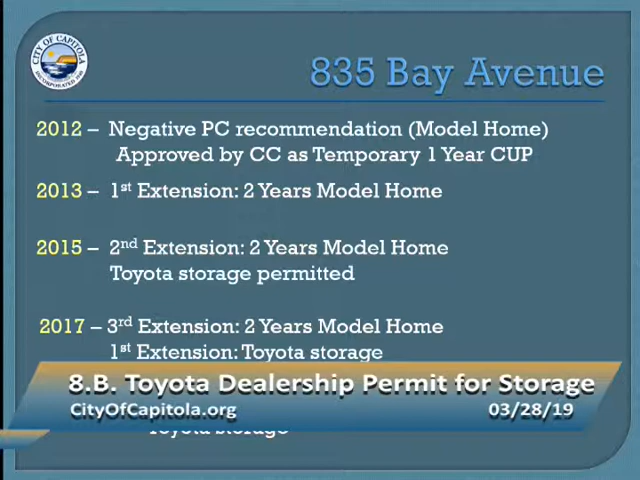 CITY OF CAPITOLA
INCORPORATED 1949
835 Bay Avenue
2012 – Negative PC recommendation (Model Home)
Approved by CC as Temporary 1 Year CUP
2013 – 1st Extension: 2 Years Model Home
2015 – 2nd Extension: 2 Years Model Home
Toyota storage permitted
2017 – 3rd Extension: 2 Years Model Home
1st Extension: Toyota storage
8.B. Toyota Dealership Permit for Storage
CityOfCapitola.org 03/28/19
Toyota storage